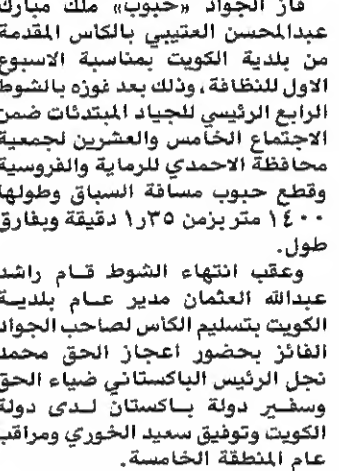 فاز الجواد «حبوب» ملك مبارك
عبدالمحسن العتيبي بالكأس المقدمة
من بلدية الكويت بمناسبة الاسبوع
الاول للنظافة، وذلك بعد فوزه بالشوط
الرابع الرئيسي للجياد المبتدئات ضمن
الاجتماع الخامس والعشرين لجمعية
محافظة الاحمدي للرماية والفروسية
وقطع حبوب مسافة السباق وطولها
١٤٠٠ متر بزمن ٣٥ر١ دقيقة وبفارق
طول.
وعقب انتهاء الشوط قام راشد
عبدالله العثمان مدير عام بلدية
الكويت بتسليم الكأس لصاحب الجواد
الفائز بحضور أعجاز الحق محمد
نجل الرئيس الباكستاني ضياء الحق
وسفير دولة باكستان لدى دولة
الكويت وتوفيق سعيد الخوري ومراقب
عام المنطقة الخامسة.